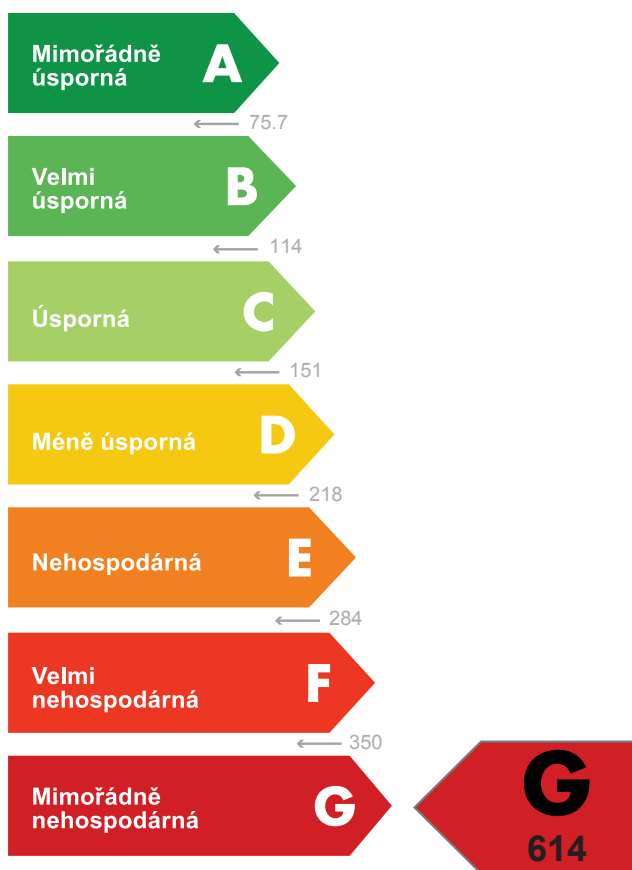 Mimořádně
úsporná
A
75.7
Velmi
úsporná
B
114
Úsporná
C
151
Méně úsporná
D
218
Nehospodárná
E
284
Velmi
nehospodárná
F
350
Mimořádně
nehospodárná
G
G
614